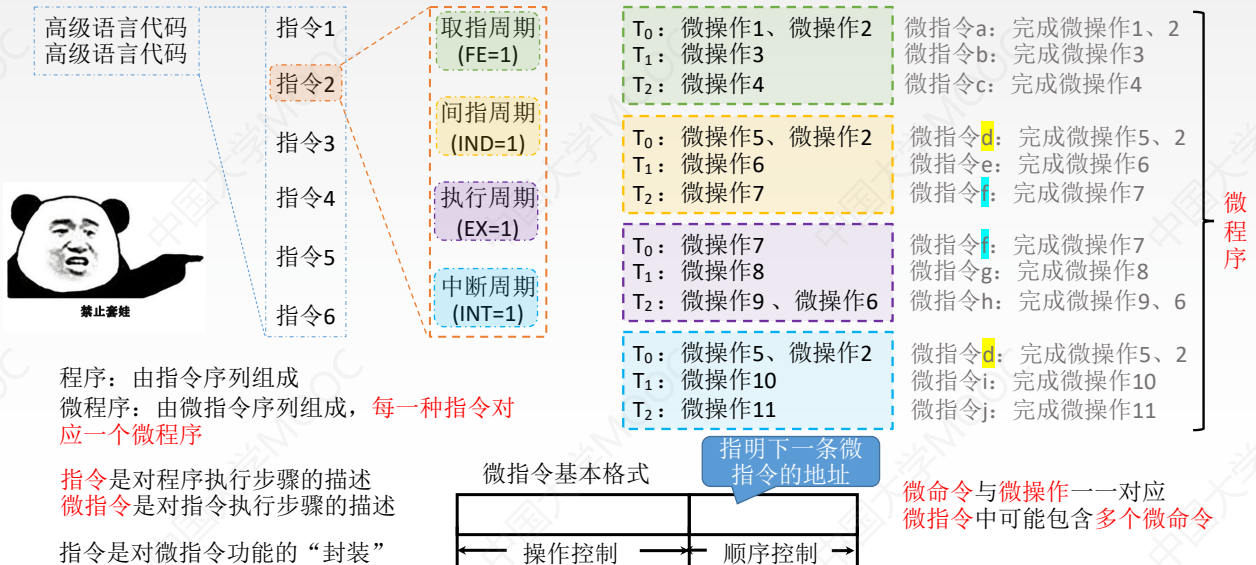 高级语言代码
高级语言代码
指令1
指令2
指令3
指令4
指令5
指令6
取指周期
(FE=1)
间指周期
(IND=1)
执行周期
(EX=1)
中断周期
(INT=1)
T₀：微操作1、微操作2
T₁：微操作3
T₂：微操作4
T₀：微操作5、微操作2
T₁：微操作6
T₂：微操作7
T₀：微操作7
T₁：微操作8
T₂：微操作9 、微操作6
T₀：微操作5、微操作2
T₁：微操作10
T₂：微操作11
微指令a：完成微操作1、2
微指令b：完成微操作3
微指令c：完成微操作4
微指令d：完成微操作5、2
微指令e：完成微操作6
微指令f：完成微操作7
微指令f：完成微操作7
微指令g：完成微操作8
微指令h：完成微操作9、6
微指令d：完成微操作5、2
微指令i：完成微操作10
微指令j：完成微操作11
微程序
禁止套娃
程序：由指令序列组成
微程序：由微指令序列组成，每一种指令对
应一个微程序
指令是对程序执行步骤的描述
微指令是对指令执行步骤的描述
指令是对微指令功能的“封装”
微指令基本格式
指明下一条微
指令的地址
操作控制
顺序控制
微命令与微操作一一对应
微指令中可能包含多个微命令
中国大学MOOC